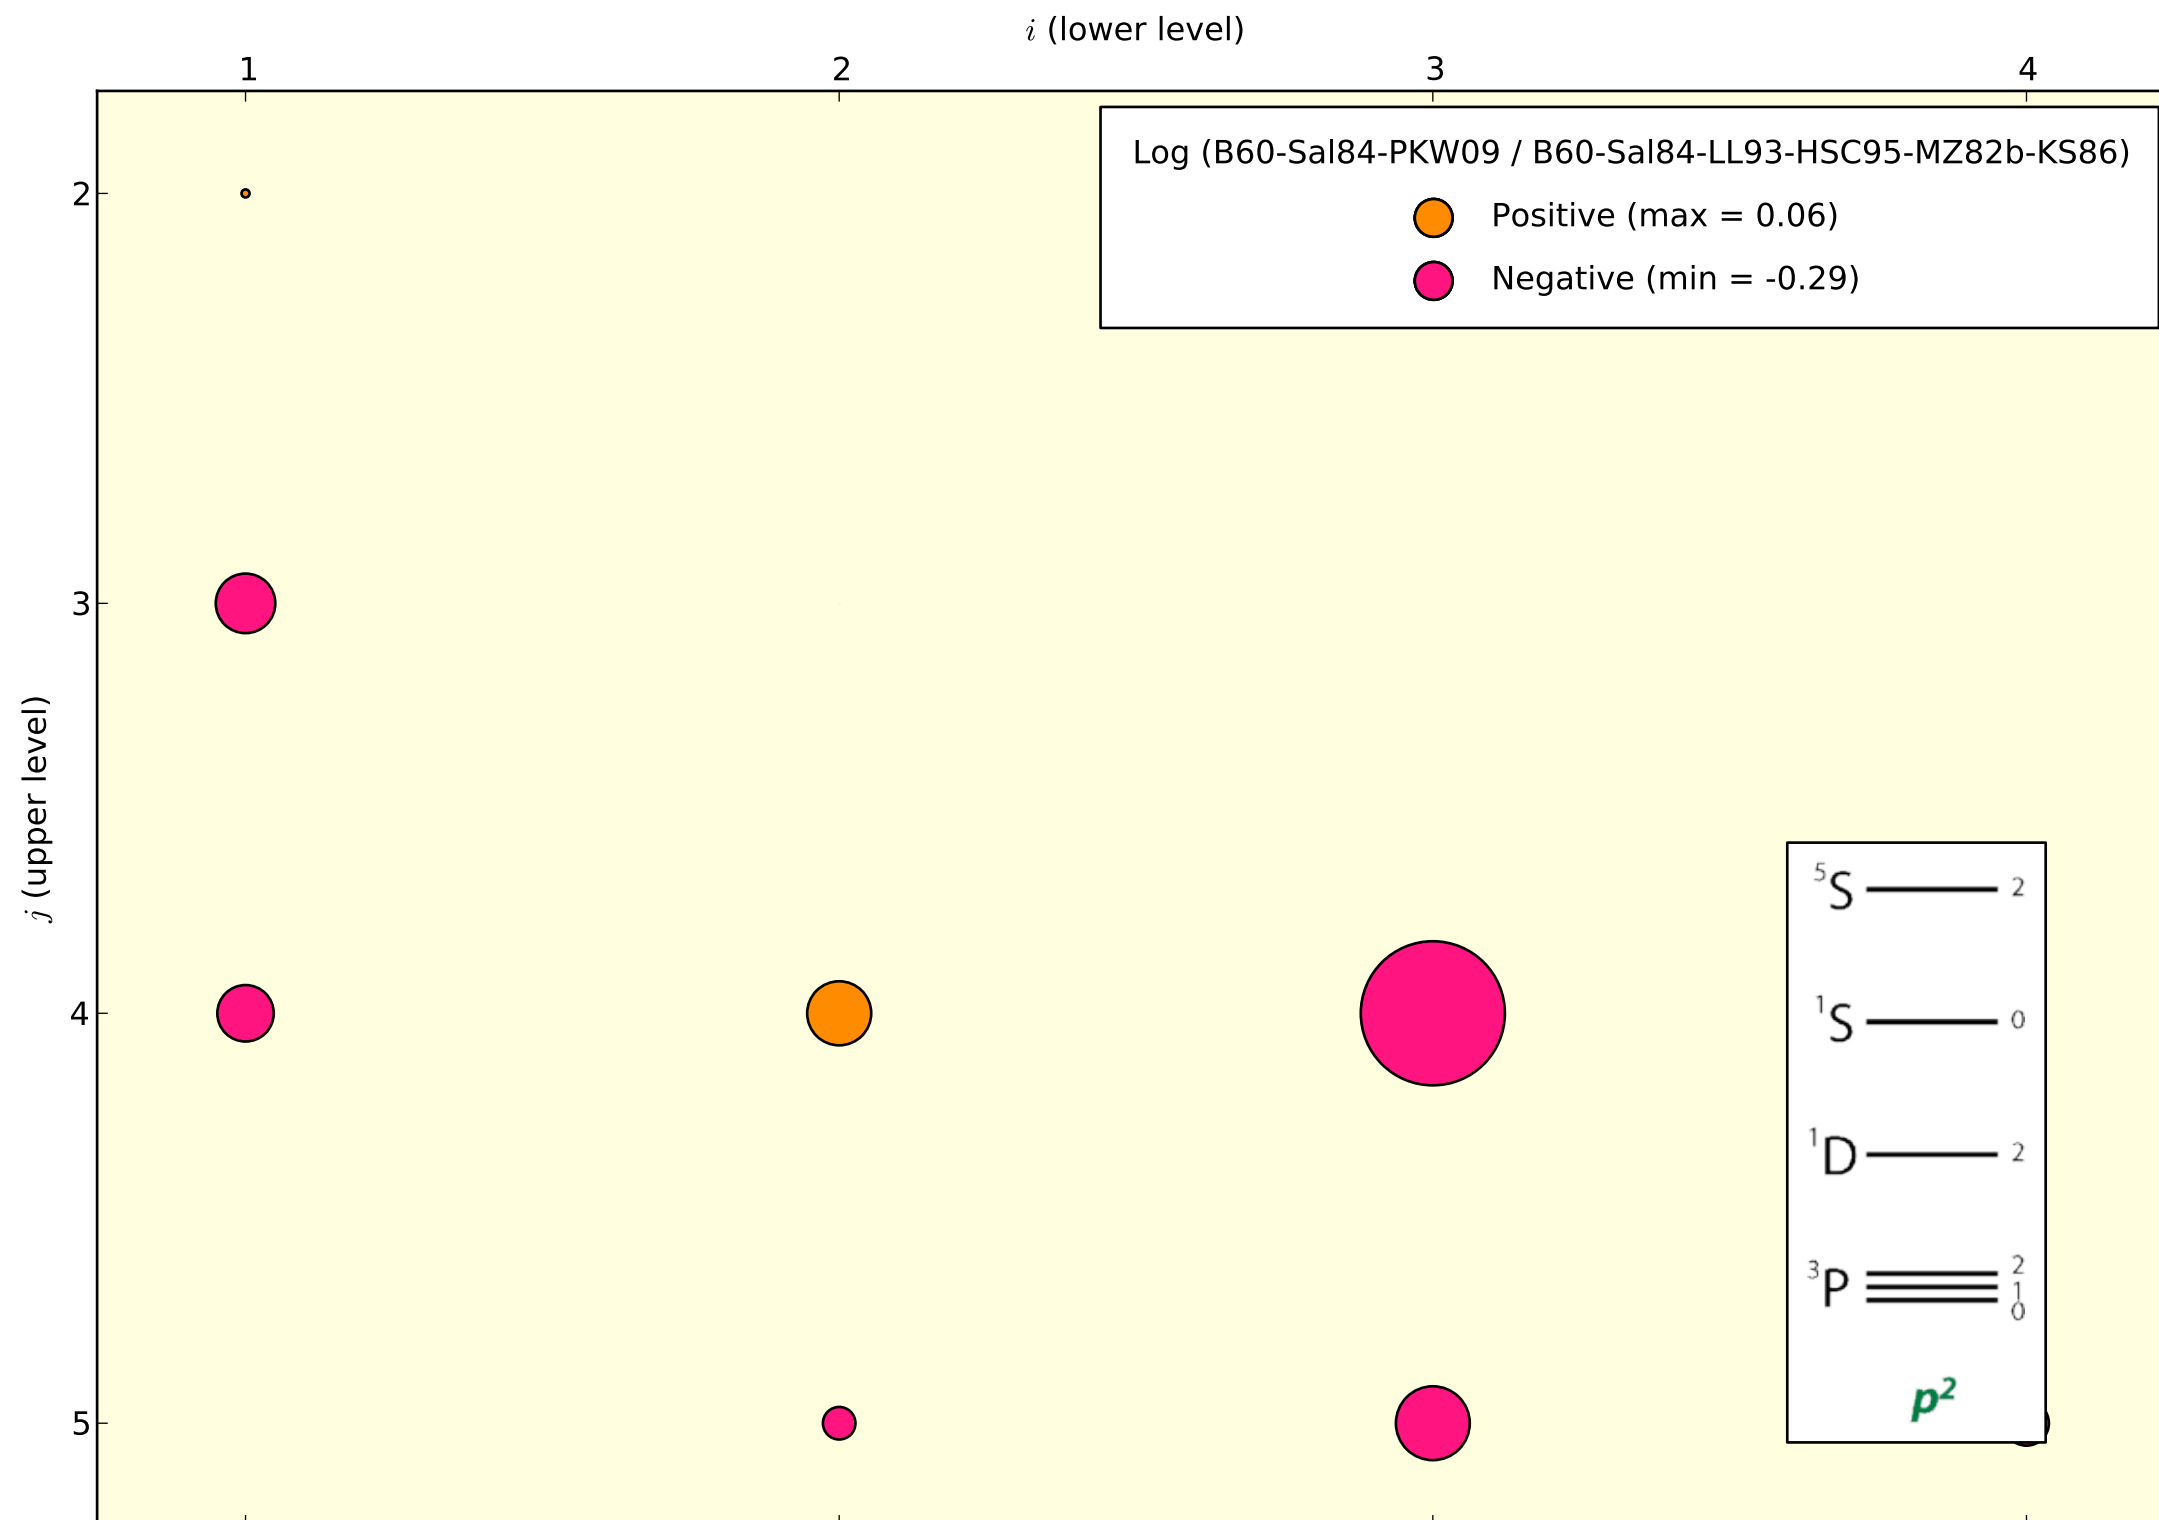 i (lower level)
1 2 3 4
Log (B60-Sal84-PKW09 / B60-Sal84-LL93-HSC95-MZ82b-KS86)
Positive (max = 0.06)
Negative (min = -0.29)
2
3
4
5
j (upper level)
⁵S 2
¹S 0
¹D 2
³P 2
1
0
p²